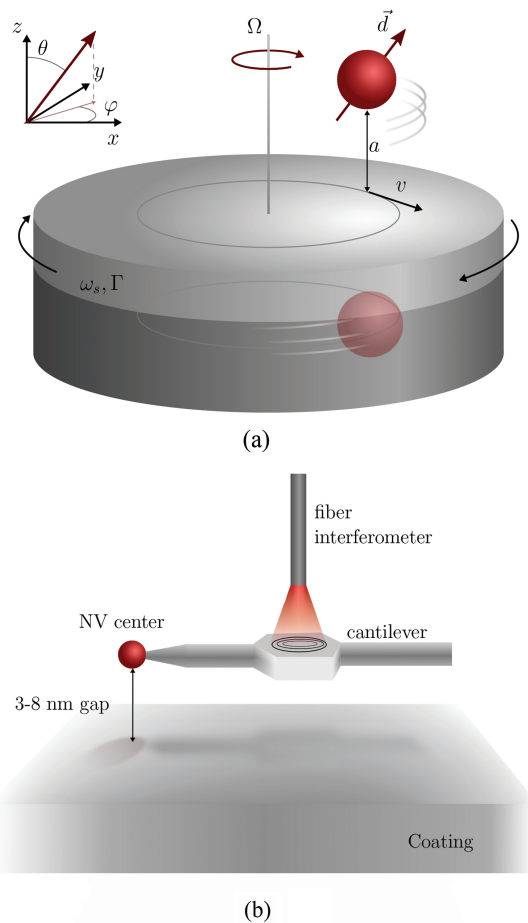 z
θ
y
φ
x
Ω
d⃗
a
v
ωₛ, Γ
(a)
fiber
interferometer
NV center
cantilever
3-8 nm gap
Coating
(b)